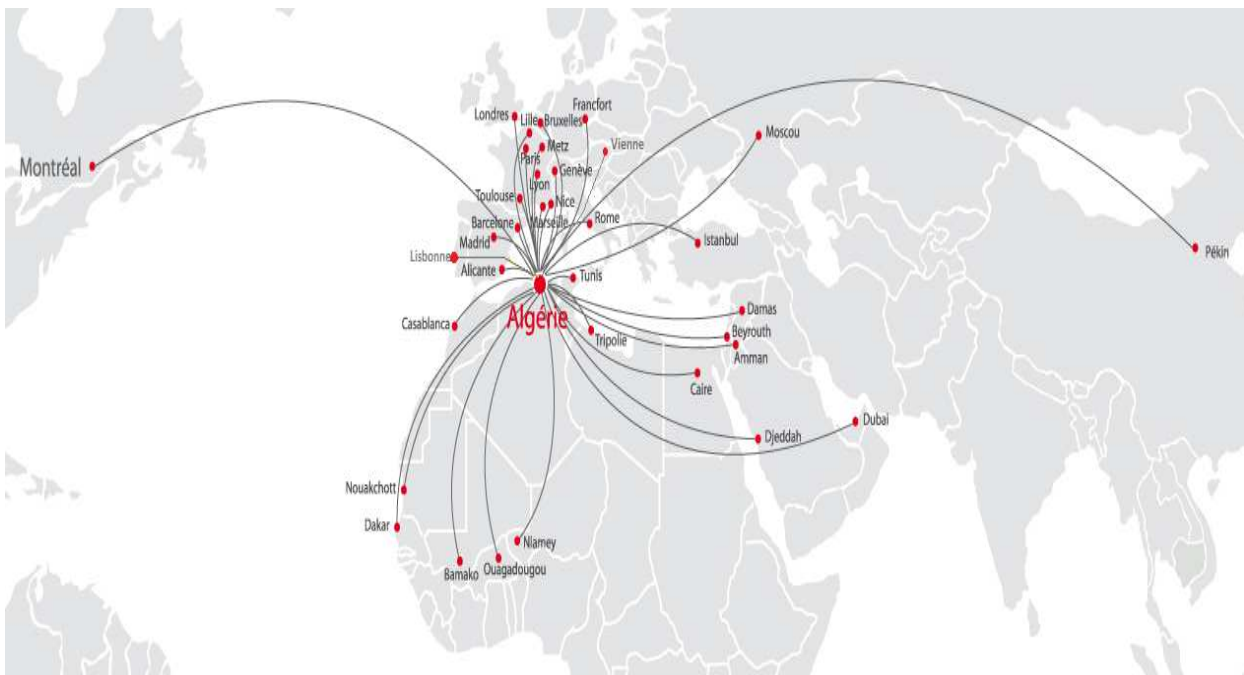 Francfort
Londres
Lille
Bruxelles
Moscou
Metz
Vienne
Paris
Montréal
Genève
Lyon
Toulouse
Nice
Barcelone
Marseille
Rome
Madrid
Istanbul
Pékin
Lisbonne
Alicante
Tunis
Damas
Algérie
Casablanca
Beyrouth
Tripolie
Amman
Caire
Dubai
Djeddah
Nouakchott
Dakar
Niamey
Ouagadougou
Bamako